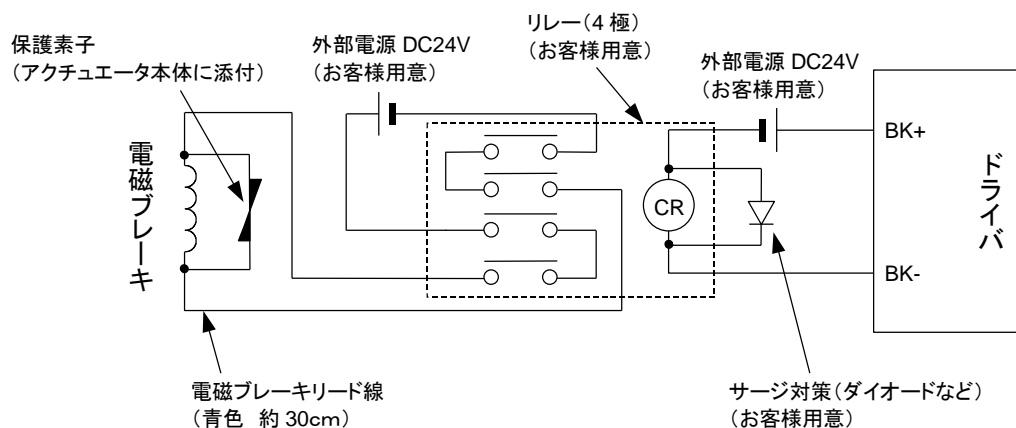 リレー（4 極）
（お客様用意）
保護素子
（アクチュエータ本体に添付）
外部電源 DC24V
（お客様用意）
外部電源 DC24V
（お客様用意）
電磁ブレーキ
CR
BK+
BK-
ドライバ
電磁ブレーキリード線
（青色　約 30cm）
サージ対策（ダイオードなど）
（お客様用意）